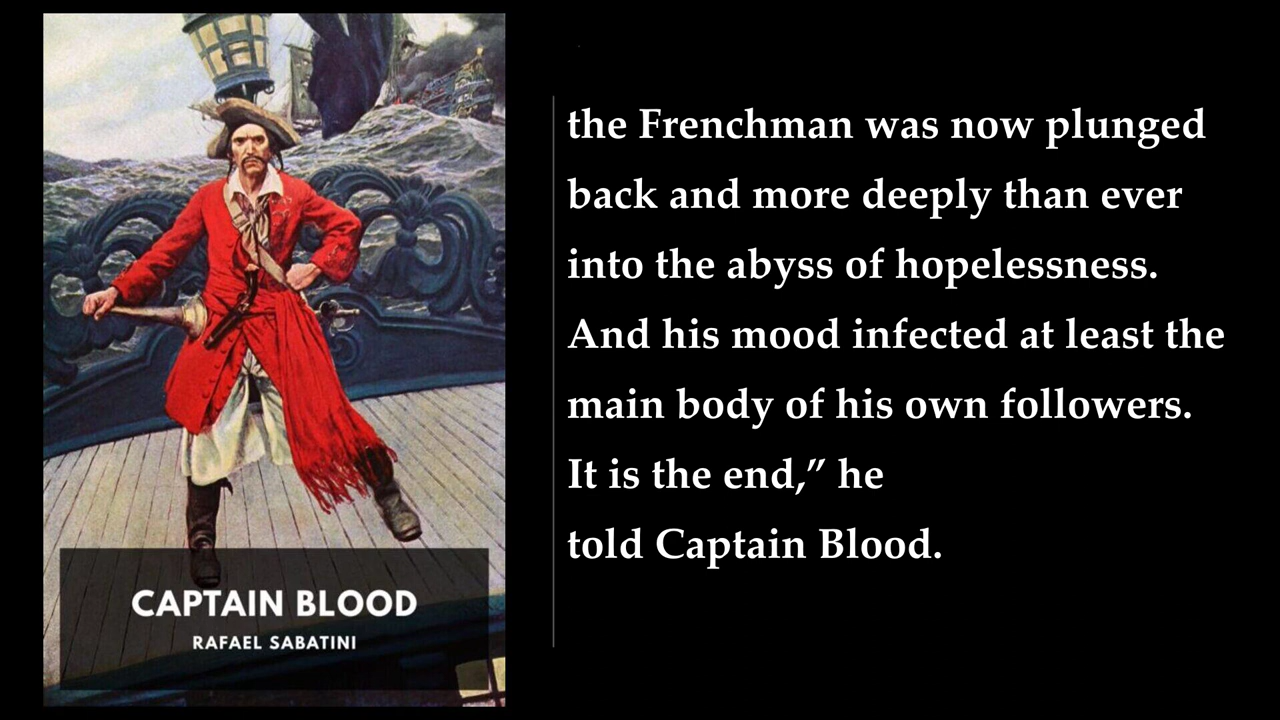 CAPTAIN BLOOD
RAFAEL SABATINI
the Frenchman was now plunged
back and more deeply than ever
into the abyss of hopelessness.
And his mood infected at least the
main body of his own followers.
It is the end,” he
told Captain Blood.